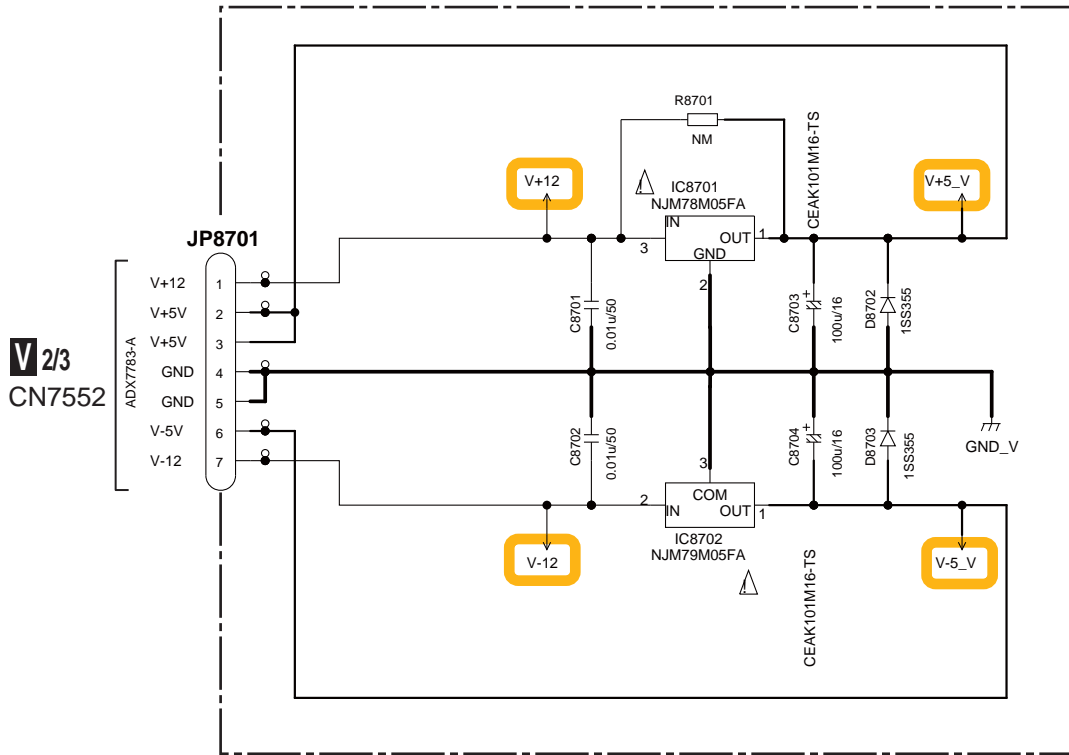 R8701
NM
CEAK101M16-TS
V+12
V+5_V
IC8701
NJM78M05FA
IN
OUT
GND
3
1
2
JP8701
V+12
1
V+5V
2
V+5V
3
GND
4
GND
5
V-5V
6
V-12
7
V 2/3
CN7552
ADX7783-A
C8701
0.01u/50
C8703
+
100u/16
D8702
1SS355
C8702
0.01u/50
C8704
+
100u/16
D8703
1SS355
GND_V
3
COM
2
IN
OUT
1
IC8702
NJM79M05FA
V-12
V-5_V
!
!
CEAK101M16-TS